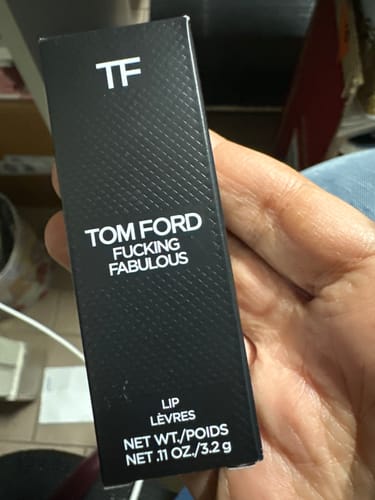 TF
TOM FORD
FUCKING
FABULOUS
LIP
LÈVRES
NET WT./POIDS
NET .11 OZ./3.2 g